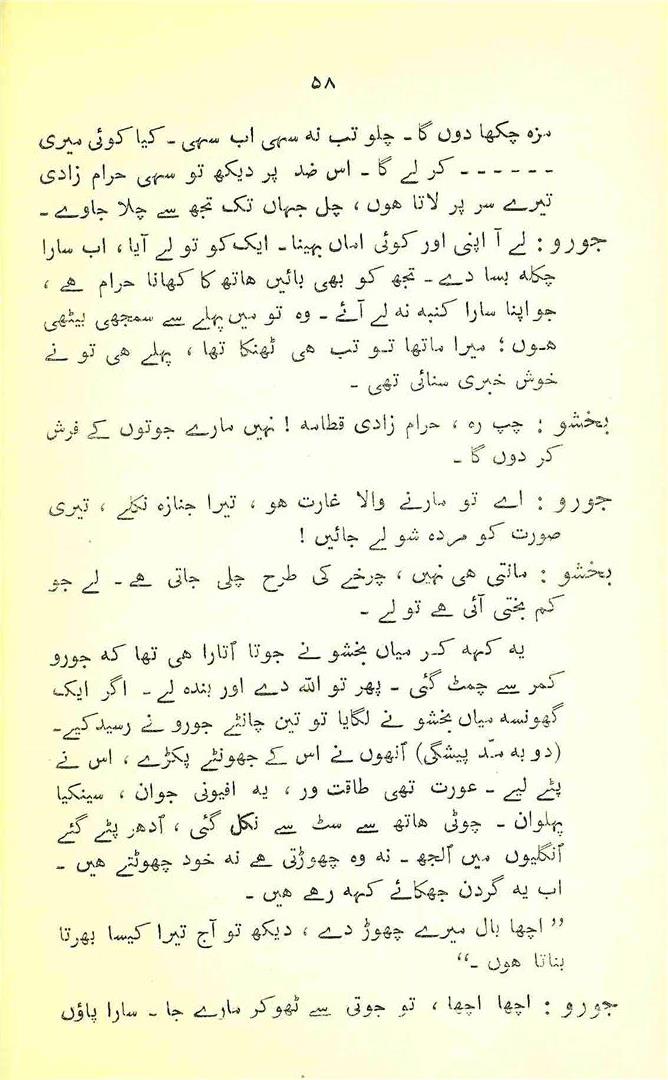 ۵۸
مزہ چکھا دوں گا ۔ چلو تب نہ سہی اب سہی ۔ کیا کوئی میری
۔ ۔ ۔ ۔ ۔ ۔ کر لے گا ۔ اس ضد پر دیکھ تو سہی حرام زادی
تیرے سر پر لاتا ہوں ، چل جہاں تک تجھ سے چلا جاوے ۔
جورو : لے آ اپنی اور کوئی اماں بہینا ۔ ایک کو تو لے آیا ، اب سارا
چکلہ بسا دے ۔ تجھ کو بھی بائیں ہاتھ کا کھانا حرام ہے ،
جو اپنا سارا کنبہ نہ لے آئے ۔ وہ تو میں پہلے سے سمجھی بیٹھی
ہوں ؛ میرا ماتھا تو تب ہی ٹھنکا تھا ، پہلے ہی تو نے
خوش خبری سنائی تھی ۔
بخشو : چپ رہ ، حرام زادی قطامہ ! نہیں مارے جوتوں کے فرش
کر دوں گا ۔
جورو : اے تو مارنے والا غارت ہو ، تیرا جنازہ نکلے ، تیری
صورت کو مردہ شو لے جائیں !
بخشو : مانتی ہی نہیں ، چرخے کی طرح چلی جاتی ہے ۔ لے جو
کم بختی آئی ہے تو لے ۔
یہ کہہ کر میاں بخشو نے جوتا اُتارا ہی تھا کہ جورو
کمر سے چمٹ گئی ۔ پھر تو اللہ دے اور بندہ لے ۔ اگر ایک
گھونسہ میاں بخشو نے لگایا تو تین چانٹے جورو نے رسید کیے ۔
(دو بہ مدّ پیشگی) اُنھوں نے اس کے جھونٹے پکڑے ، اس نے
پٹے لیے ۔ عورت تھی طاقت ور ، یہ افیونی جوان ، سینکیا
پہلوان ۔ چوٹی ہاتھ سے سٹ سے نکل گئی ، اُدھر پٹے گئے
اُنگلیوں میں اُلجھ ۔ نہ وہ چھوڑتی ہے نہ خود چھوٹتے ہیں ۔
اب یہ گردن جھکائے کہہ رہے ہیں ۔
” اچھا بال میرے چھوڑ دے ، دیکھ تو آج تیرا کیسا بھرتا
بناتا ہوں ۔“
جورو : اچھا اچھا ، تو جوتی سے ٹھوکر مارے جا ۔ سارا پاؤں